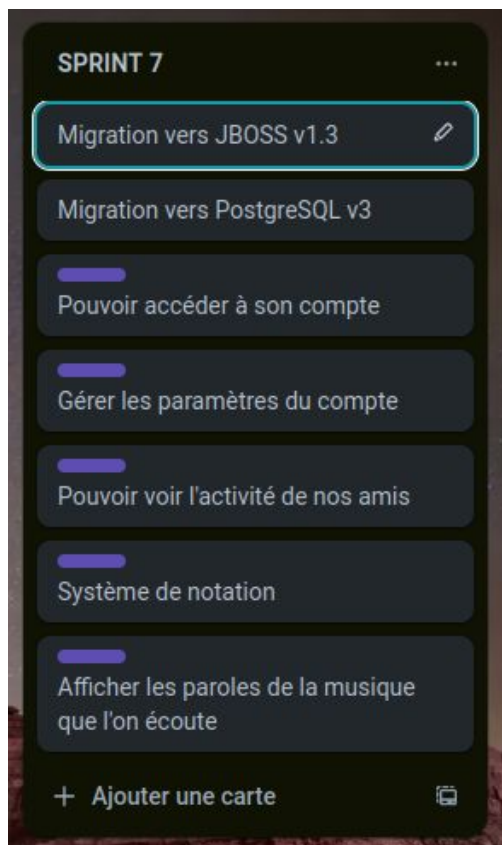 SPRINT 7
Migration vers JBOSS v1.3
Migration vers PostgreSQL v3
Pouvoir accéder à son compte
Gérer les paramètres du compte
Pouvoir voir l'activité de nos amis
Système de notation
Afficher les paroles de la musique
que l'on écoute
+ Ajouter une carte